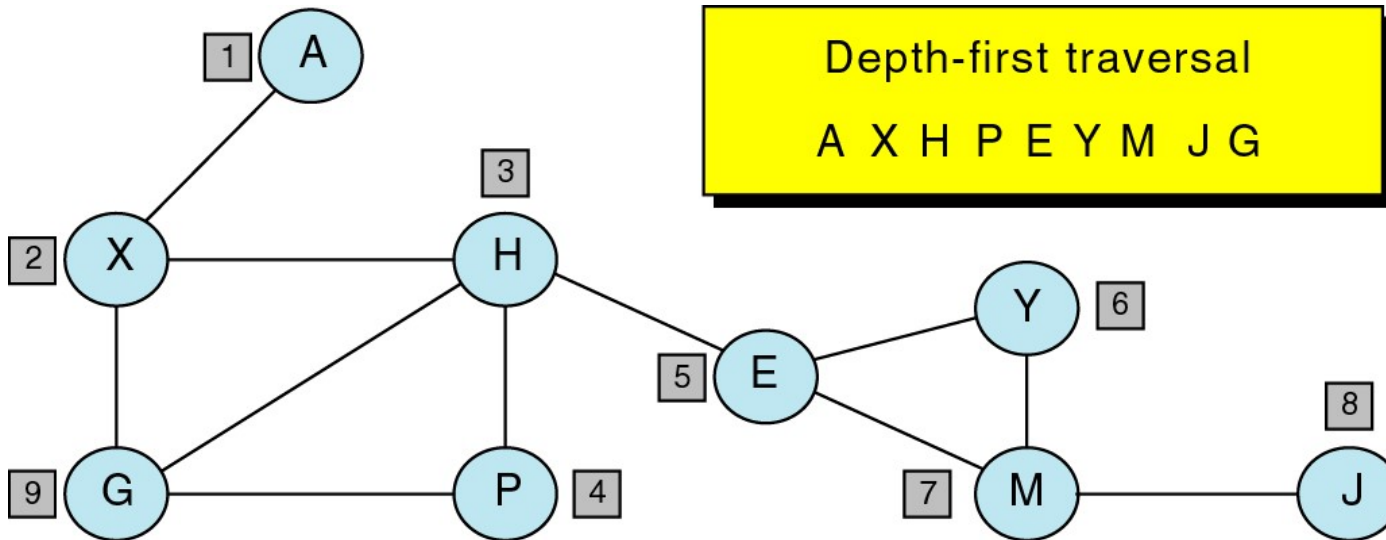 1 A
Depth-first traversal
A X H P E Y M J G
3
2 X H
Y 6
5 E
8
9 G P 4 7 M J